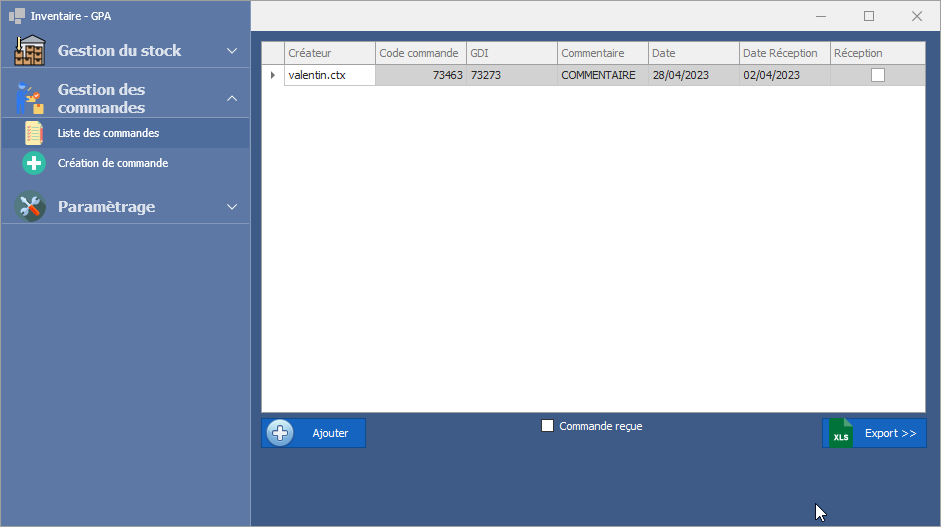 Inventaire - GPA
Gestion du stock
Gestion des
commandes
Liste des commandes
Création de commande
Paramètrage
Créateur Code commande GDI Commentaire Date Date Réception Réception
valentin.ctx 73463 73273 COMMENTAIRE 28/04/2023 02/04/2023
Ajouter
Commande reçue
XLS
Export >>